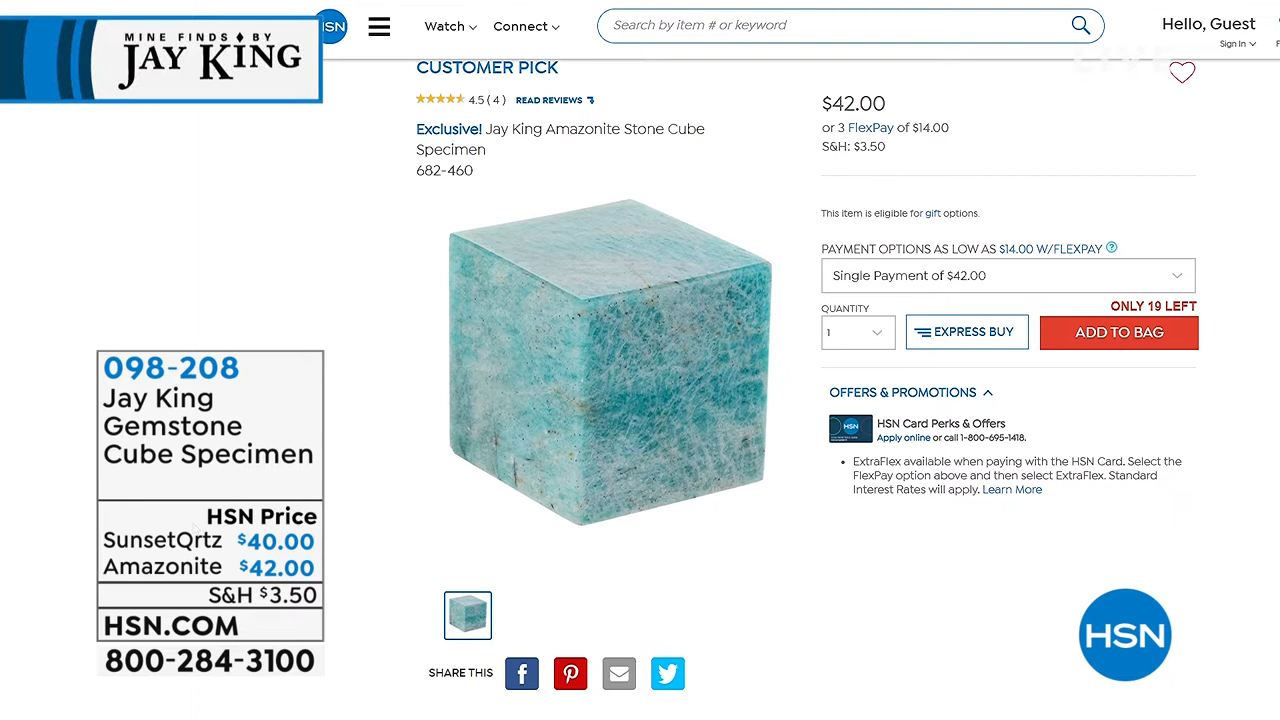 MINE FINDS BY
JAY KING
HSN
Watch
Connect
Search by item # or keyword
Hello, Guest
Sign In
F
LIVE
CUSTOMER PICK
4.5 ( 4 ) READ REVIEWS
Exclusive! Jay King Amazonite Stone Cube
Specimen
682-460
$42.00
or 3 FlexPay of $14.00
S&H: $3.50
This item is eligible for gift options.
PAYMENT OPTIONS AS LOW AS $14.00 W/FLEXPAY ?
Single Payment of $42.00
QUANTITY
ONLY 19 LEFT
1
EXPRESS BUY
ADD TO BAG
OFFERS & PROMOTIONS
HSN
HSN Card Perks & Offers
Apply online or call 1-800-695-1418.
• ExtraFlex available when paying with the HSN Card. Select the
FlexPay option above and then select ExtraFlex. Standard
Interest Rates will apply. Learn More
098-208
Jay King
Gemstone
Cube Specimen
HSN Price
SunsetQrtz $40.00
Amazonite $42.00
S&H $3.50
HSN.COM
800-284-3100
SHARE THIS
HSN